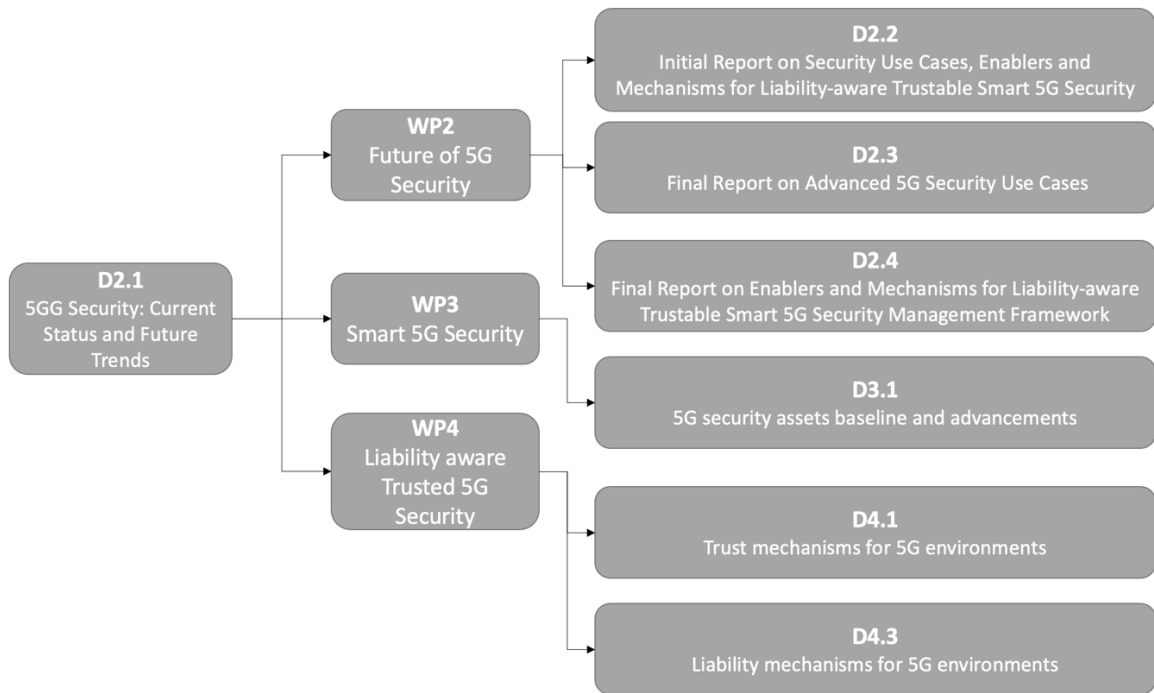 D2.1
5GG Security: Current
Status and Future
Trends
WP2
Future of 5G
Security
WP3
Smart 5G Security
WP4
Liability aware
Trusted 5G
Security
D2.2
Initial Report on Security Use Cases, Enablers and
Mechanisms for Liability-aware Trustable Smart 5G Security
D2.3
Final Report on Advanced 5G Security Use Cases
D2.4
Final Report on Enablers and Mechanisms for Liability-aware
Trustable Smart 5G Security Management Framework
D3.1
5G security assets baseline and advancements
D4.1
Trust mechanisms for 5G environments
D4.3
Liability mechanisms for 5G environments